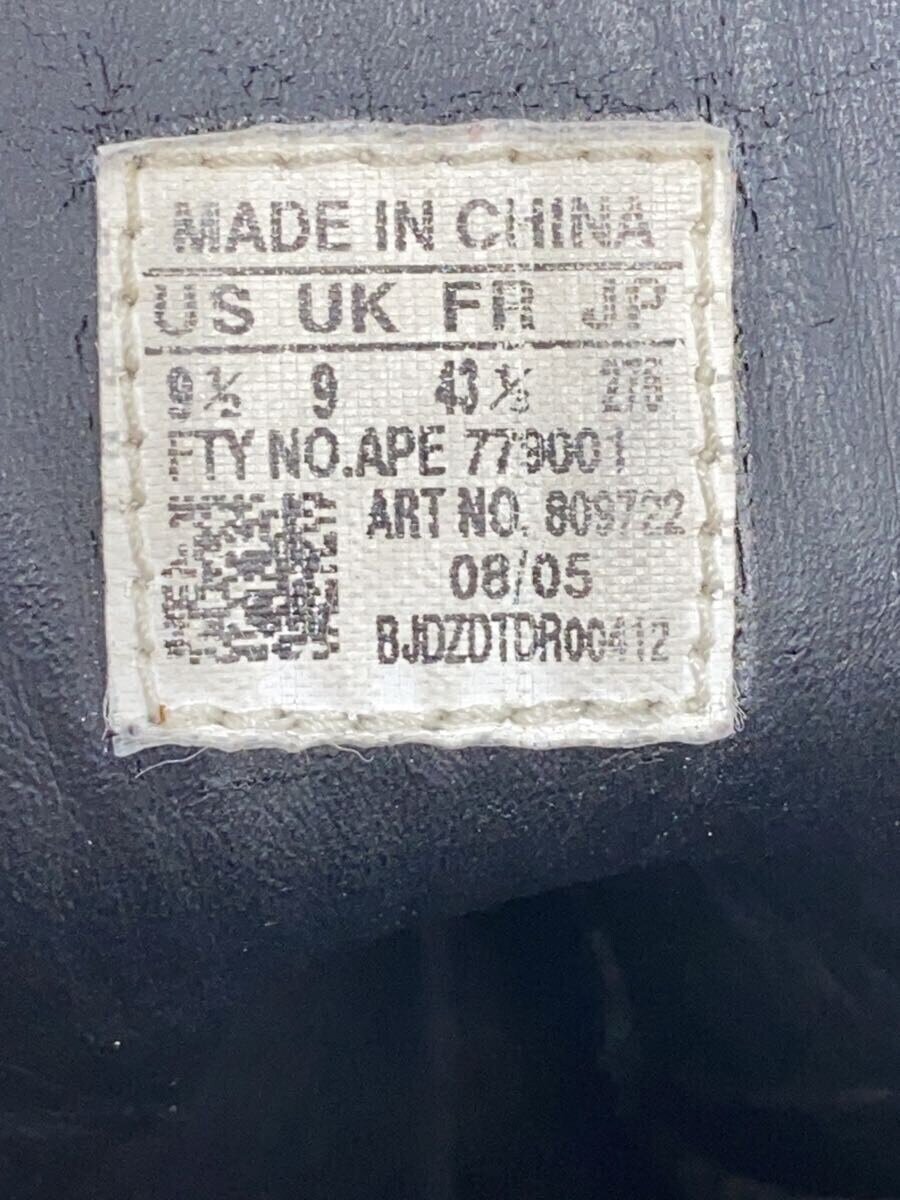 MADE IN CHINA
US UK FR JP
9½ 9 43⅓
FTY NO.APE 779001
ART NO. 809722
08/05
BJDZDTDR00412